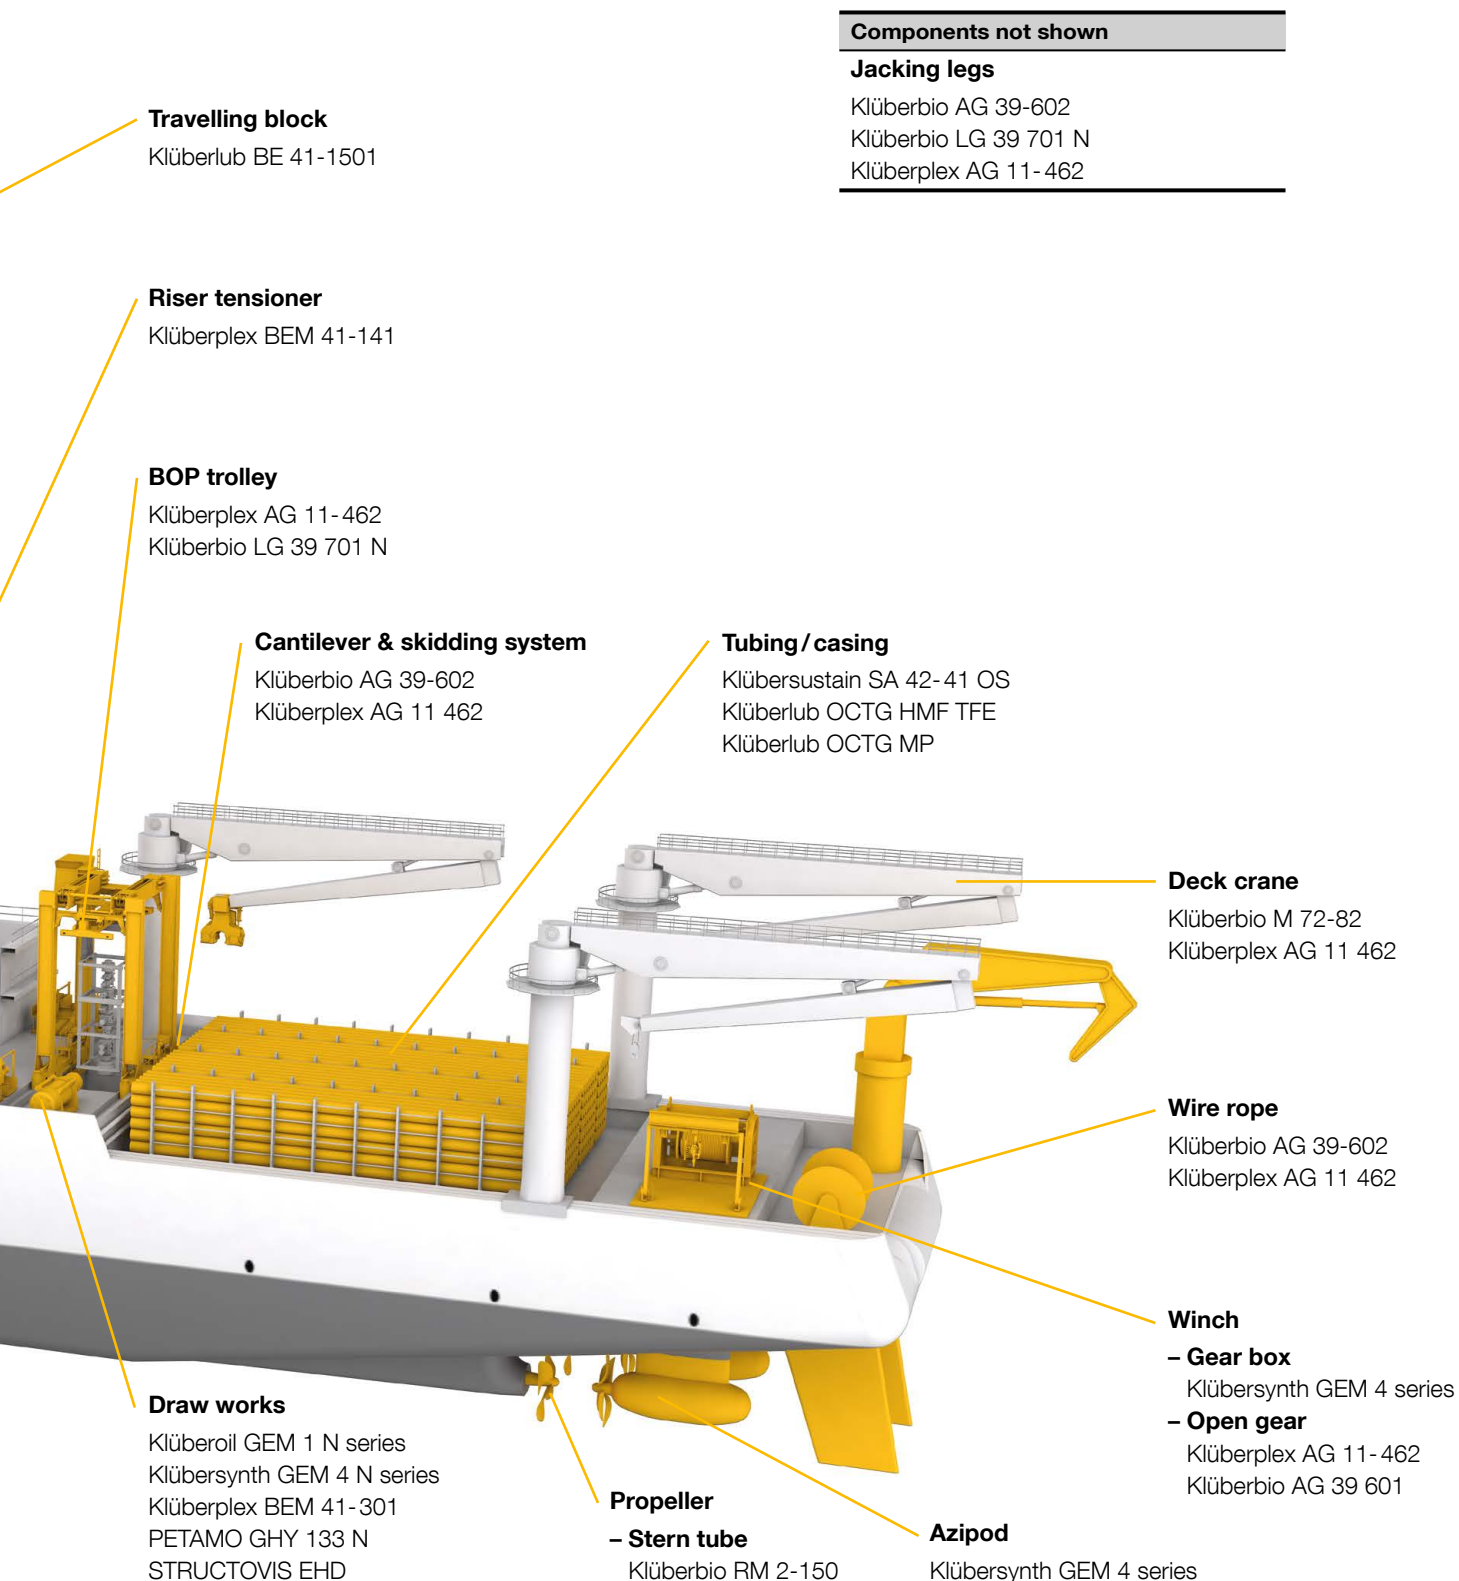 Components not shown
Jacking legs
Klüberbio AG 39-602
Klüberbio LG 39 701 N
Klüberplex AG 11-462
Travelling block
Klüberlub BE 41-1501
Riser tensioner
Klüberplex BEM 41-141
BOP trolley
Klüberplex AG 11-462
Klüberbio LG 39 701 N
Cantilever & skidding system
Klüberbio AG 39-602
Klüberplex AG 11 462
Tubing/casing
Klübersustain SA 42-41 OS
Klüberlub OCTG HMF TFE
Klüberlub OCTG MP
Deck crane
Klüberbio M 72-82
Klüberplex AG 11 462
Wire rope
Klüberbio AG 39-602
Klüberplex AG 11 462
Winch
– Gear box
Klübersynth GEM 4 series
– Open gear
Klüberplex AG 11-462
Klüberbio AG 39 601
Draw works
Klüberoil GEM 1 N series
Klübersynth GEM 4 N series
Klüberplex BEM 41-301
PETAMO GHY 133 N
STRUCTOVIS EHD
Propeller
– Stern tube
Klüberbio RM 2-150
Azipod
Klübersynth GEM 4 series